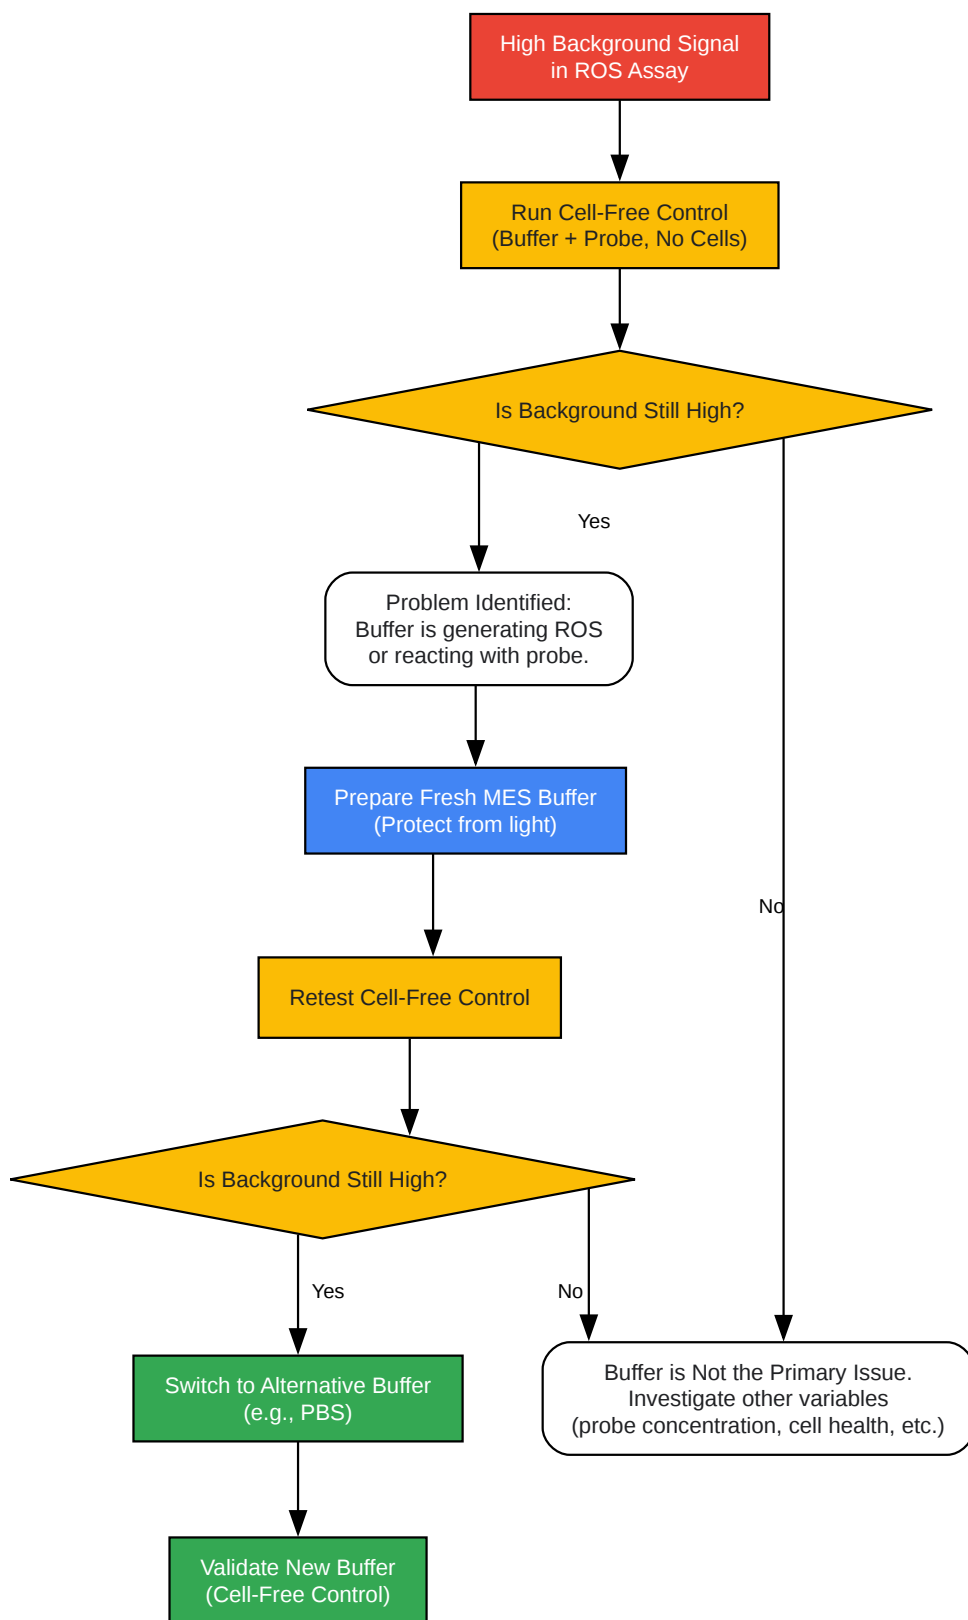 High Background Signal
in ROS Assay
Run Cell-Free Control
(Buffer + Probe, No Cells)
Is Background Still High?
Yes
Problem Identified:
Buffer is generating ROS
or reacting with probe.
Prepare Fresh MES Buffer
(Protect from light)
No
Retest Cell-Free Control
Is Background Still High?
Yes
No
Switch to Alternative Buffer
(e.g., PBS)
Buffer is Not the Primary Issue.
Investigate other variables
(probe concentration, cell health, etc.)
Validate New Buffer
(Cell-Free Control)